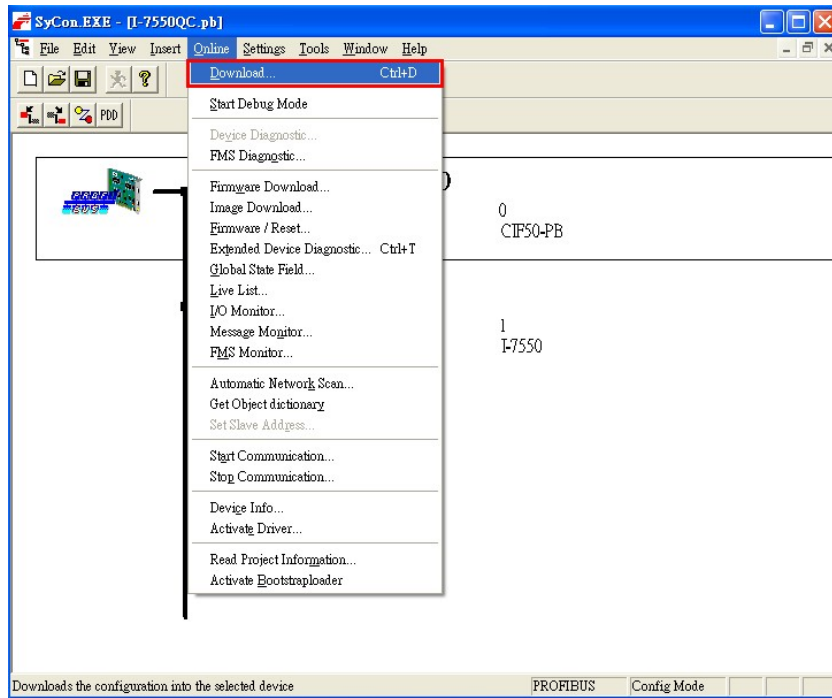 SyCon.EXE - [I-7550QC.pb]
File Edit View Insert Online Settings Tools Window Help
Download... Ctrl+D
PDD
Start Debug Mode
Device Diagnostic...
FMS Diagnostic...
Firmware Download...
Image Download...
Firmware / Reset...
Extended Device Diagnostic... Ctrl+T
Global State Field...
Live List...
I/O Monitor...
Message Monitor...
FMS Monitor...
Automatic Network Scan...
Get Object dictionary
Set Slave Address...
Start Communication...
Stop Communication...
Device Info...
Activate Driver...
Read Project Information...
Activate Bootstraploader
0
CIF50-PB
1
I-7550
Downloads the configuration into the selected device PROFIBUS Config Mode